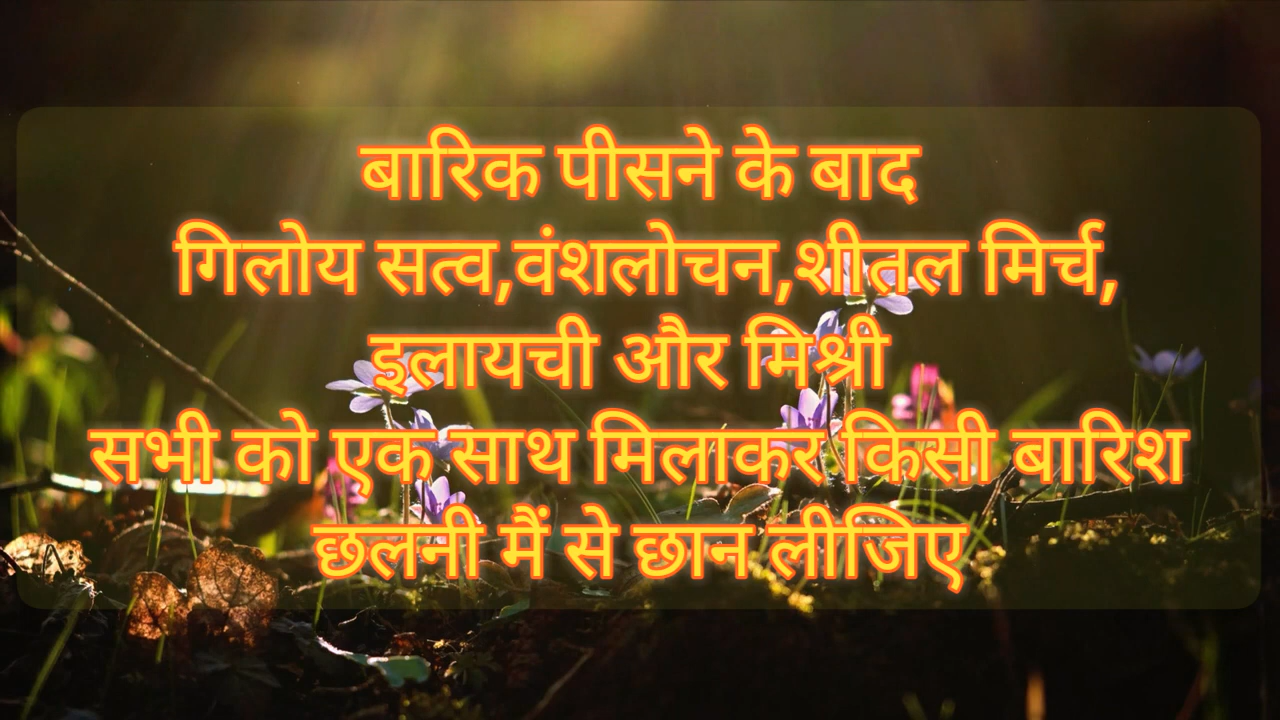 बारिक पीसने के बाद
गिलोय सत्व,वंशलोचन,शीतल मिर्च,
इलायची और मिश्री
सभी को एक साथ मिलाकर किसी बारिश
छलनी मैं से छान लीजिए